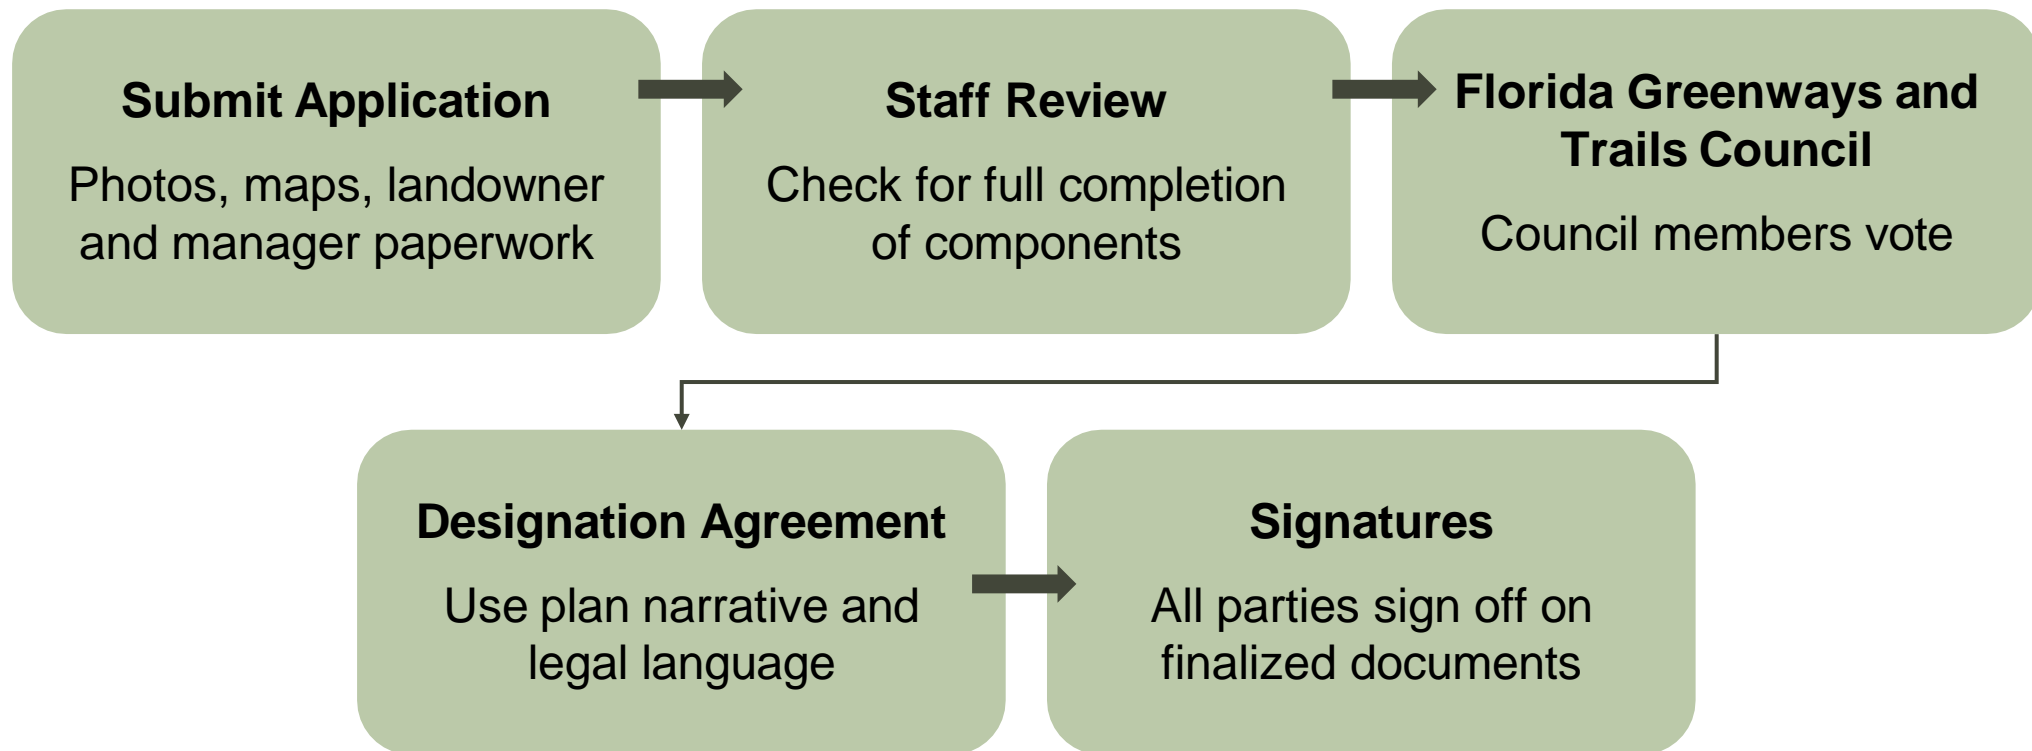 Submit Application
Photos, maps, landowner
and manager paperwork
Staff Review
Check for full completion
of components
Florida Greenways and
Trails Council
Council members vote
Designation Agreement
Use plan narrative and
legal language
Signatures
All parties sign off on
finalized documents